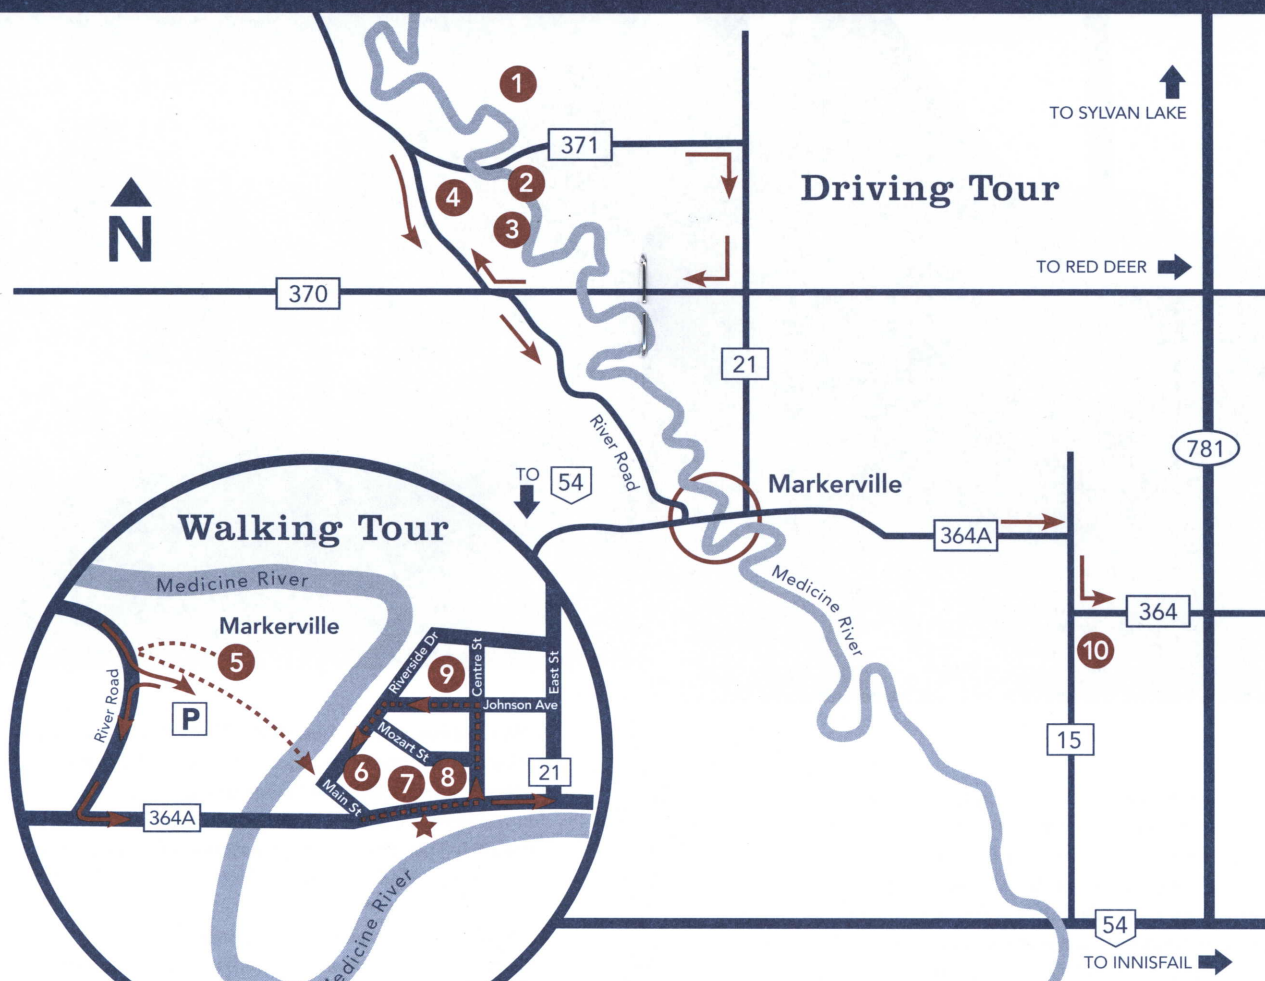 1
TO SYLVAN LAKE
371
2
4
Driving Tour
3
N
TO RED DEER
370
21
781
River Road
TO 54
Markerville
364A
Walking Tour
Medicine River
Medicine River
364
Markerville
5
9
Riverside Dr
Centre St
East St
10
River Road
P
Johnson Ave
Mozart St
15
6
7
8
21
Main St
364A
54
TO INNISFAIL
edicine River